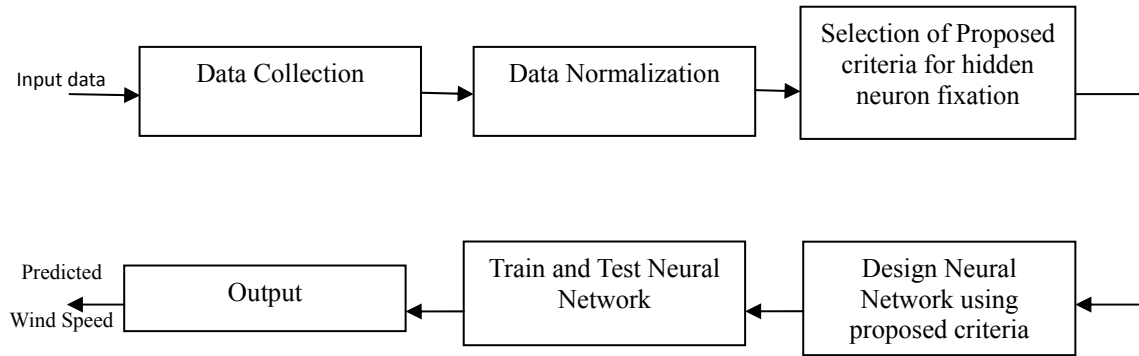 Input data
Data Collection
Data Normalization
Selection of Proposed
criteria for hidden
neuron fixation
Design Neural
Network using
proposed criteria
Train and Test Neural
Network
Output
Predicted
Wind Speed